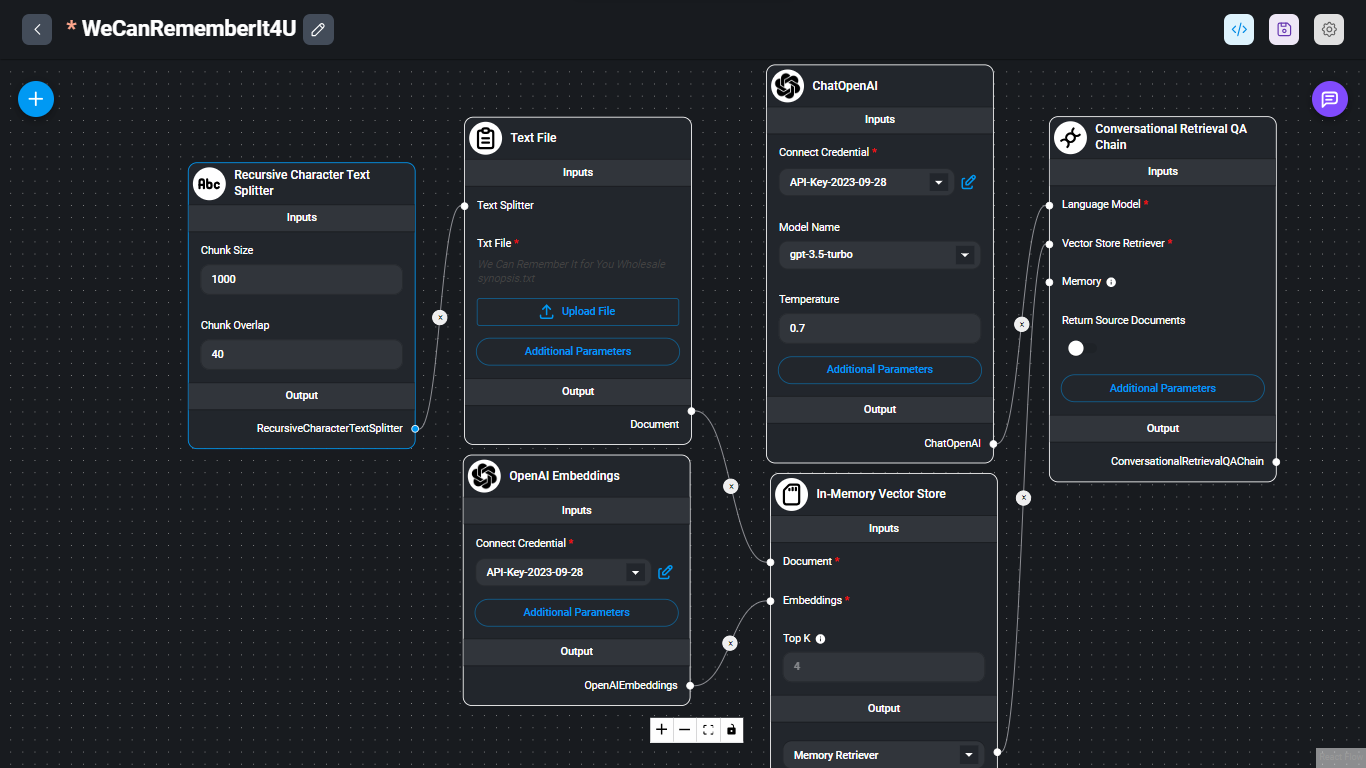 * WeCanRememberIt4U
Abc
Recursive Character Text
Splitter
Inputs
Chunk Size
1000
Chunk Overlap
40
Output
RecursiveCharacterTextSplitter
x
Text File
Inputs
Text Splitter
Txt File *
We Can Remember It for You Wholesale
synopsis.txt
Upload File
Additional Parameters
Output
Document
x
OpenAI Embeddings
Inputs
Connect Credential *
API-Key-2023-09-28
Additional Parameters
Output
OpenAIEmbeddings
x
ChatOpenAI
Inputs
Connect Credential *
API-Key-2023-09-28
Model Name
gpt-3.5-turbo
Temperature
0.7
Additional Parameters
Output
ChatOpenAI
x
In-Memory Vector Store
Inputs
Document *
Embeddings *
Top K
4
Output
Memory Retriever
x
Conversational Retrieval QA
Chain
Inputs
Language Model *
Vector Store Retriever *
Memory
Return Source Documents
Additional Parameters
Output
ConversationalRetrievalQAChain